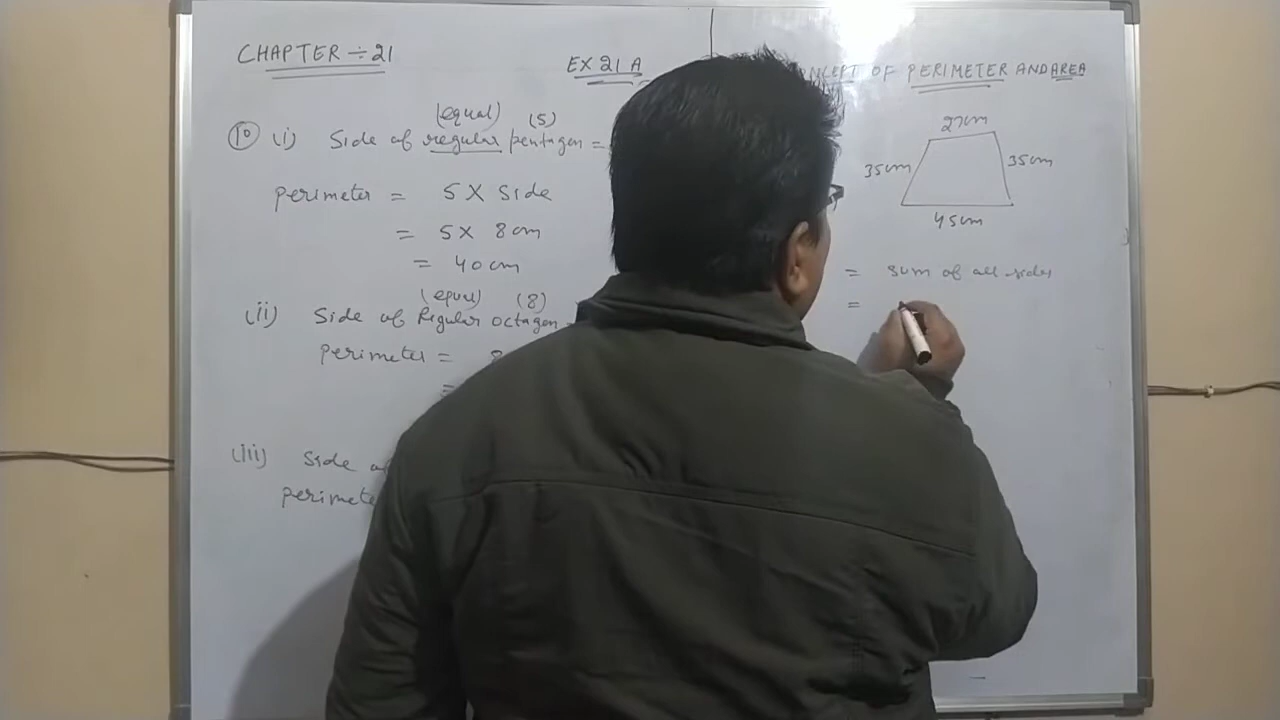 CHAPTER ÷ 21
EX 21 A
OF PERIMETER AND AREA
(equal) (5)
10 (i) Side of regular pentagon =
perimeter = 5 X Side
= 5 X 8 cm
= 40 cm
(equal) (8)
(ii) Side of Regular octagon
perimeter = 8
=
(iii) Side
27cm
35cm
35cm
45cm
= sum of all sides
=